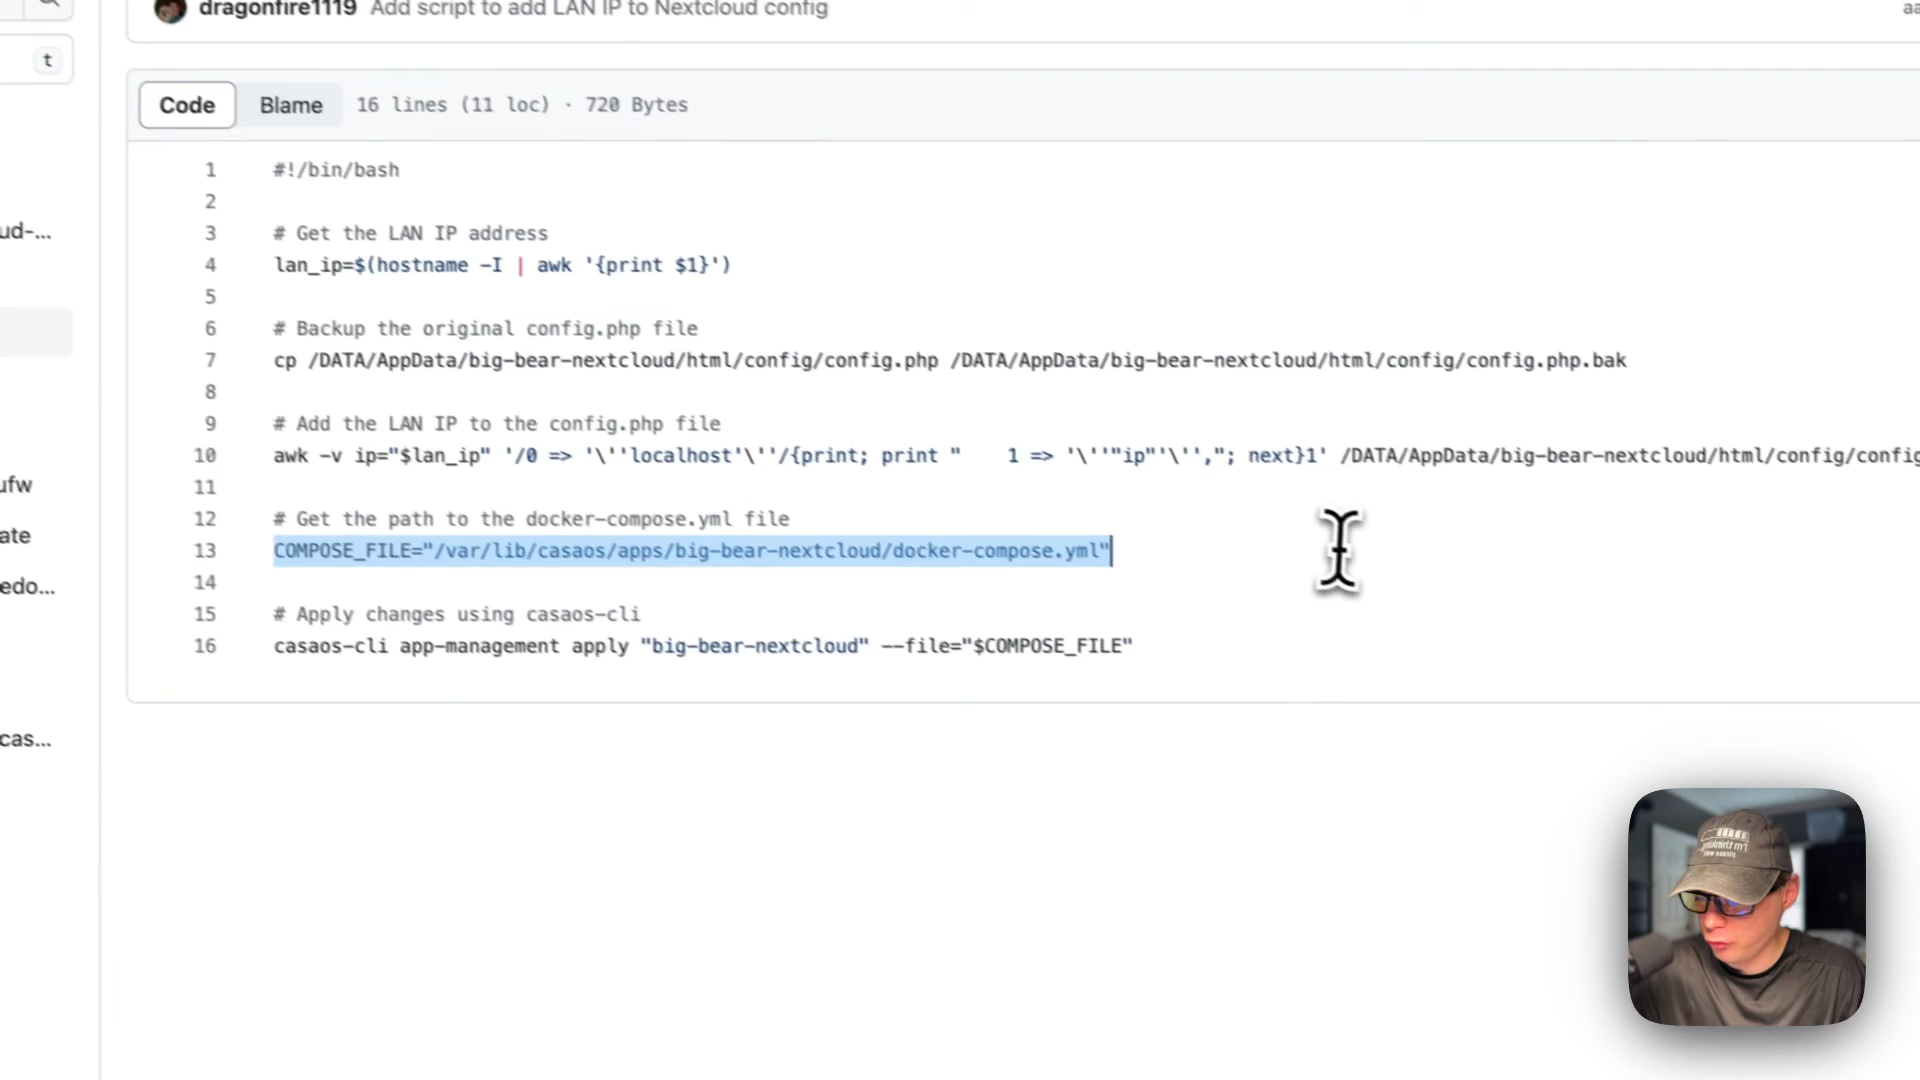 dragonfire1119 Add script to add LAN IP to Nextcloud config
t
Code Blame 16 lines (11 loc) · 720 Bytes
ud-...
ufw
ate
edo...
cas...
1 #!/bin/bash
2
3 # Get the LAN IP address
4 lan_ip=$(hostname -I | awk '{print $1}')
5
6 # Backup the original config.php file
7 cp /DATA/AppData/big-bear-nextcloud/html/config/config.php /DATA/AppData/big-bear-nextcloud/html/config/config.php.bak
8
9 # Add the LAN IP to the config.php file
10 awk -v ip="$lan_ip" '/0 => '\''localhost'\''/{print; print "    1 => '\''"ip"'\'',"; next}1' /DATA/AppData/big-bear-nextcloud/html/config/config
11
12 # Get the path to the docker-compose.yml file
13 COMPOSE_FILE="/var/lib/casaos/apps/big-bear-nextcloud/docker-compose.yml"
14
15 # Apply changes using casaos-cli
16 casaos-cli app-management apply "big-bear-nextcloud" --file="$COMPOSE_FILE"